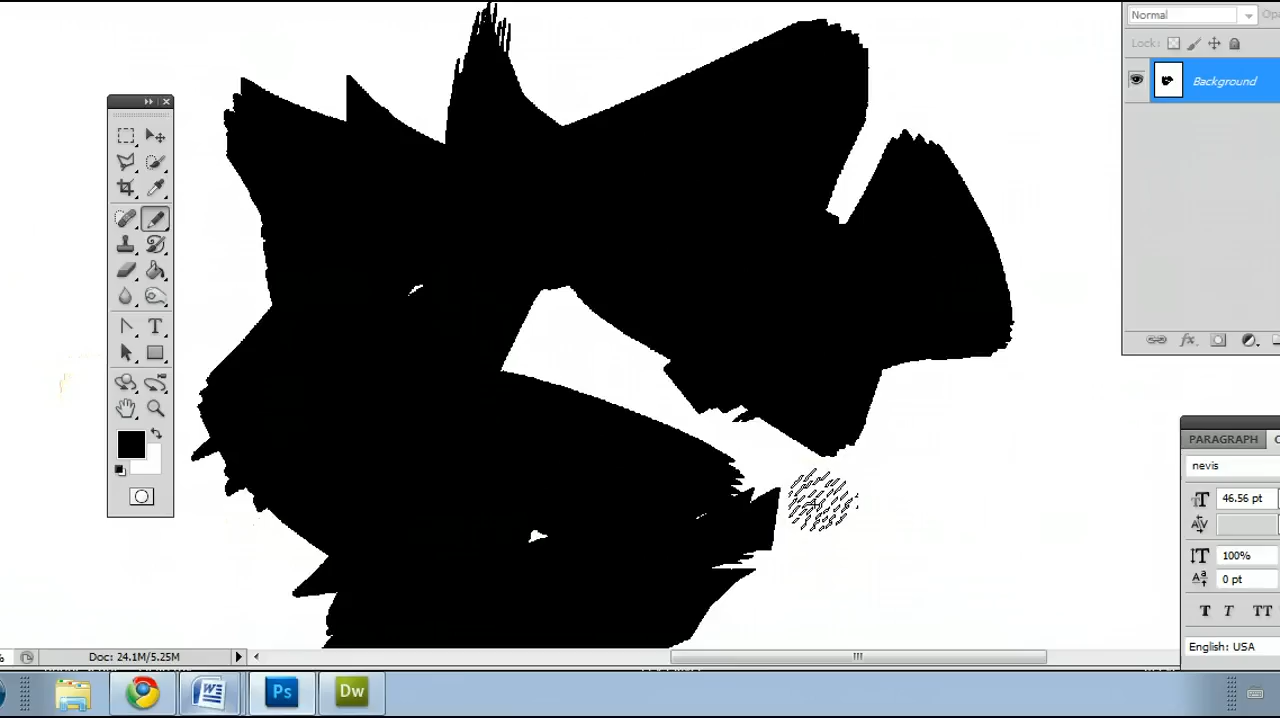 Normal
Opa
Lock:
Background
PARAGRAPH
C
nevis
46.56 pt
100%
0 pt
T T TT
English: USA
% Doc: 24.1M/5.25M
W Ps Dw